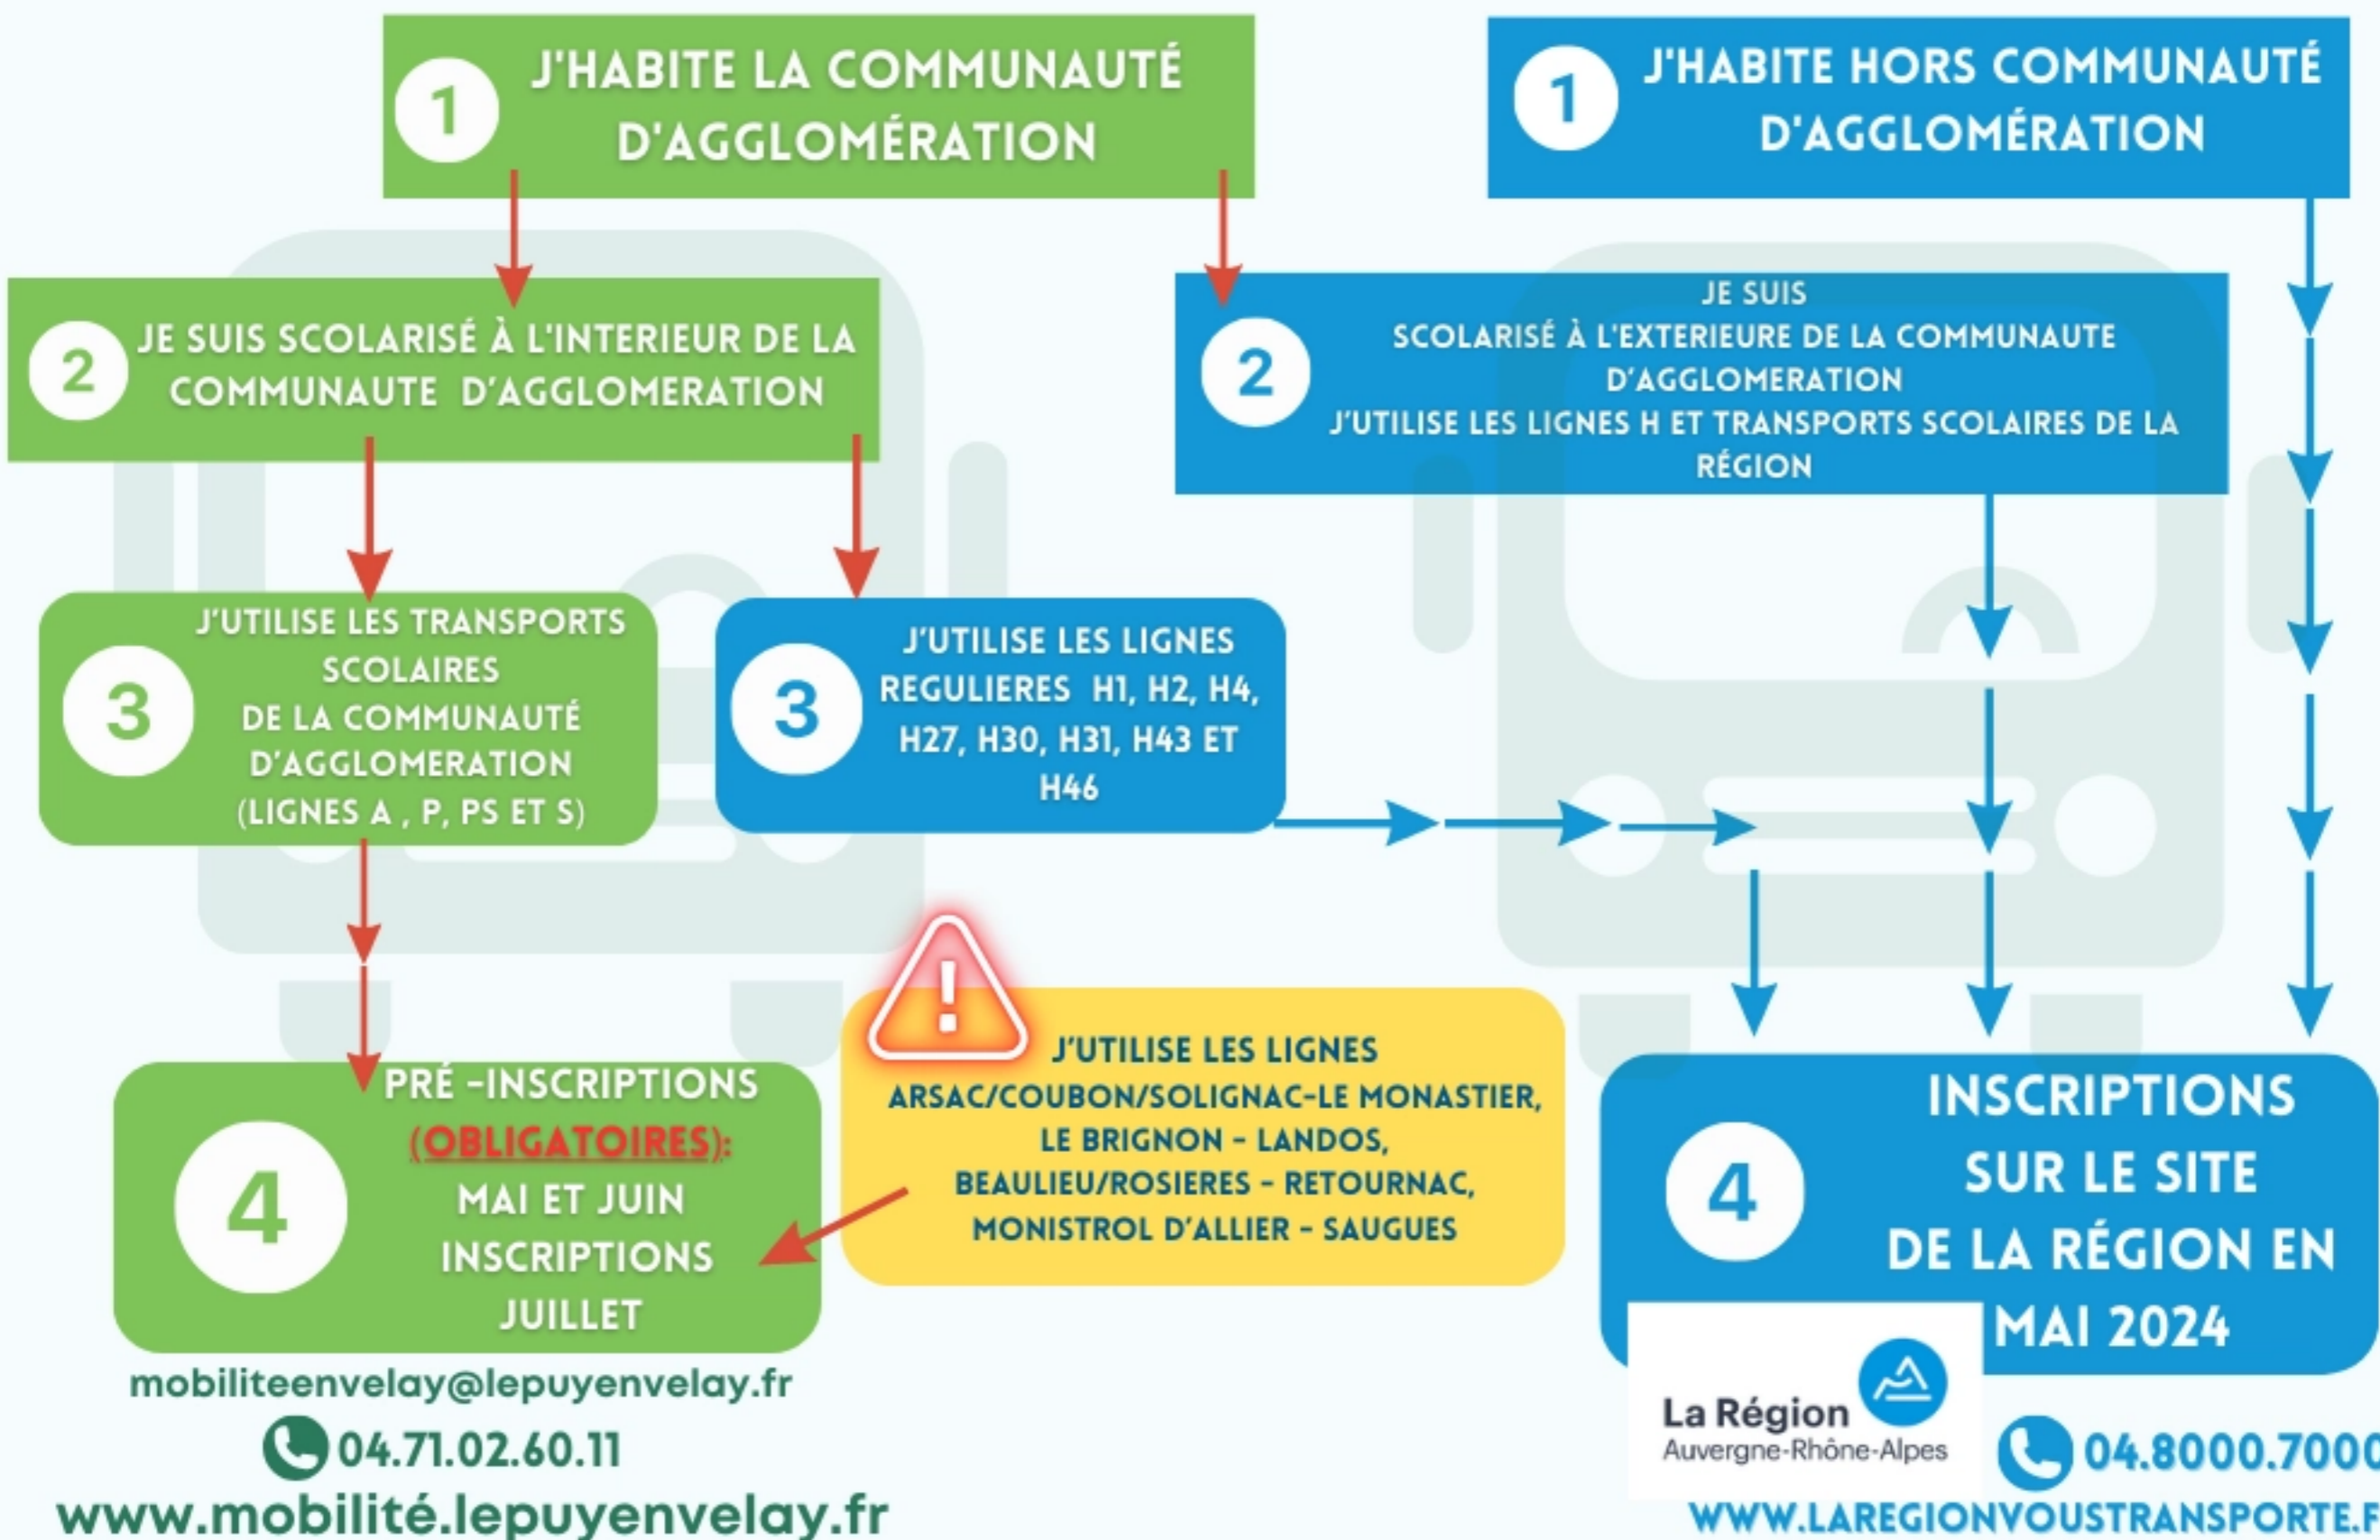 1
J'HABITE LA COMMUNAUTÉ
D'AGGLOMÉRATION
1
J'HABITE HORS COMMUNAUTÉ
D'AGGLOMÉRATION
2
JE SUIS SCOLARISÉ À L'INTERIEUR DE LA
COMMUNAUTE D'AGGLOMERATION
2
JE SUIS
SCOLARISÉ À L'EXTERIEURE DE LA COMMUNAUTE
D'AGGLOMERATION
J'UTILISE LES LIGNES H ET TRANSPORTS SCOLAIRES DE LA
RÉGION
3
J'UTILISE LES TRANSPORTS
SCOLAIRES
DE LA COMMUNAUTÉ
D'AGGLOMERATION
(LIGNES A , P, PS ET S)
3
J'UTILISE LES LIGNES
REGULIERES H1, H2, H4,
H27, H30, H31, H43 ET
H46
4
PRÉ -INSCRIPTIONS
(OBLIGATOIRES):
MAI ET JUIN
INSCRIPTIONS
JUILLET
!
J'UTILISE LES LIGNES
ARSAC/COUBON/SOLIGNAC-LE MONASTIER,
LE BRIGNON - LANDOS,
BEAULIEU/ROSIERES - RETOURNAC,
MONISTROL D'ALLIER - SAUGUES
4
INSCRIPTIONS
SUR LE SITE
DE LA RÉGION EN
MAI 2024
mobiliteenvelay@lepuyenvelay.fr
04.71.02.60.11
www.mobilité.lepuyenvelay.fr
La Région
Auvergne-Rhône-Alpes
04.8000.7000
WWW.LAREGIONVOUSTRANSPORTE.F